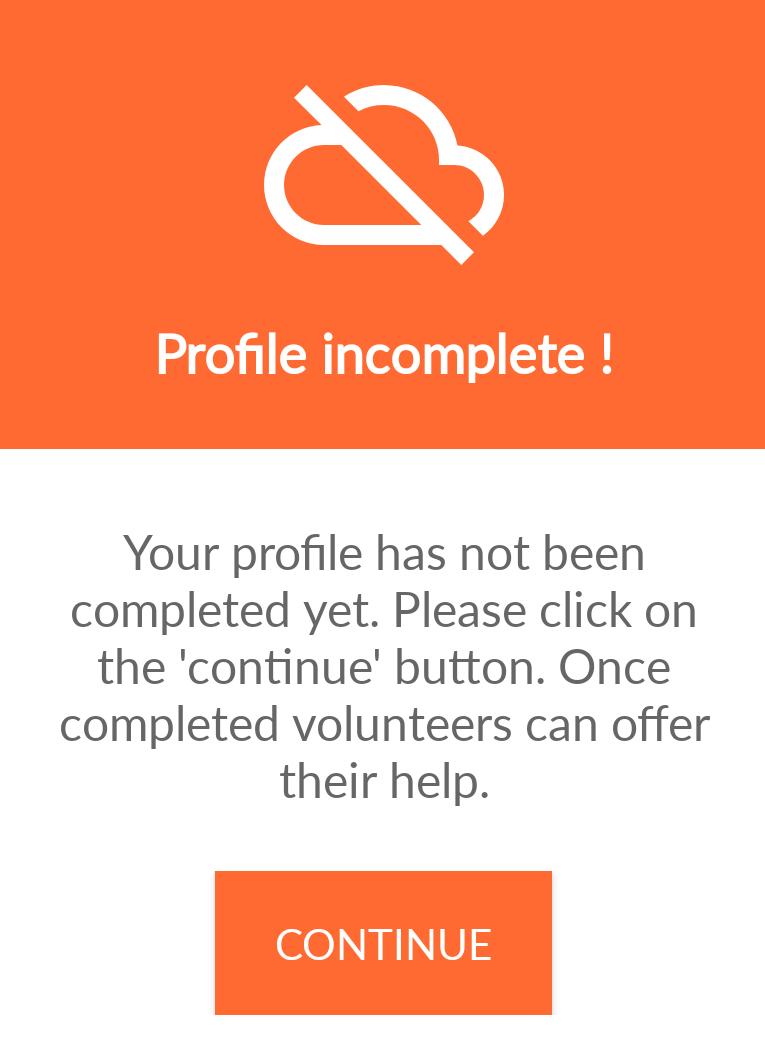 Profile incomplete !
Your profile has not been
completed yet. Please click on
the 'continue' button. Once
completed volunteers can offer
their help.
CONTINUE